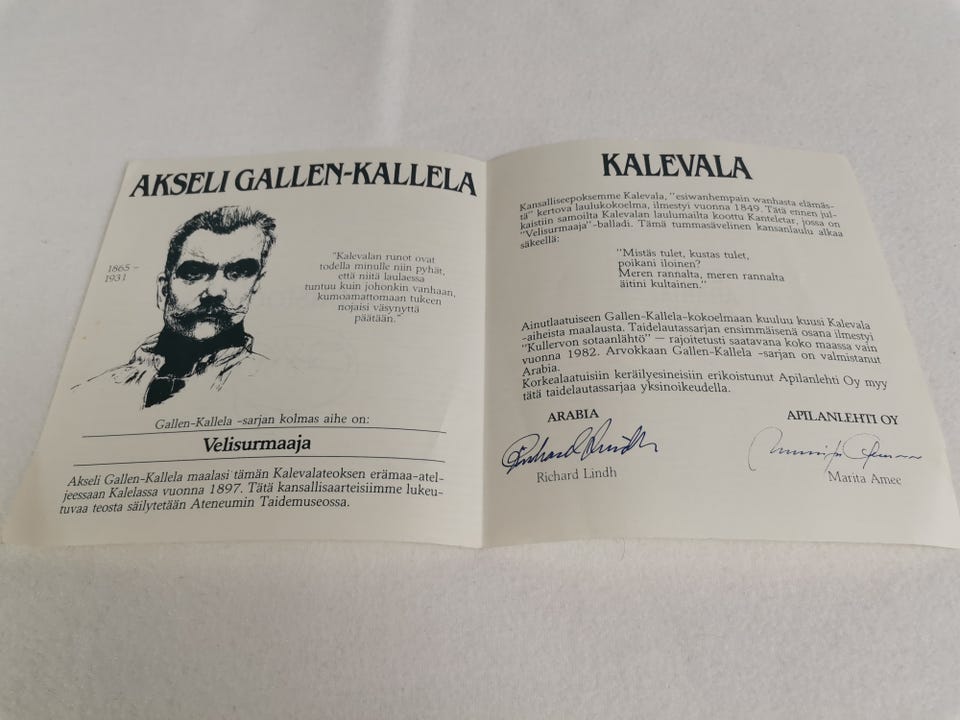 AKSELI GALLEN-KALLELA
1865 –
1931
"Kalevalan runot ovat
todella minulle niin pyhät,
että niitä laulaessa
tuntuu kuin johonkin vanhaan,
kumoamattomaan tukeen
nojaisi väsynyttä
päätään."
Gallen-Kallela -sarjan kolmas aihe on:
Velisurmaaja
Akseli Gallen-Kallela maalasi tämän Kalevalateoksen erämaa-atel-
jeessaan Kalelassa vuonna 1897. Tätä kansallisaarteisiimme lukeu-
tuvaa teosta säilytetään Ateneumin Taidemuseossa.
KALEVALA
Kansalliseepoksemme Kalevala, "esiwanhempain wanhasta elämäs-
tä" kertova laulukokoelma, ilmestyi vuonna 1849. Tätä ennen jul-
kaistiin samoilta Kalevalan laulumailta koottu Kanteletar, jossa on
"Velisurmaaja"-balladi. Tämä tummasävelinen kansanlaulu alkaa
säkeellä:
"Mistäs tulet, kustas tulet,
poikani iloinen?
Meren rannalta, meren rannalta
äitini kultainen."
Ainutlaatuiseen Gallen-Kallela-kokoelmaan kuuluu kuusi Kalevala
-aiheista maalausta. Taidelautassarjan ensimmäisenä osana ilmestyi
"Kullervon sotaanlähtö" — rajoitetusti saatavana koko maassa vain
vuonna 1982. Arvokkaan Gallen-Kallela -sarjan on valmistanut
Arabia.
Korkealaatuisiin keräilyesineisiin erikoistunut Apilanlehti Oy myy
tätä taidelautassarjaa yksinoikeudella.
ARABIA
Richard Lindh
Richard Lindh
APILANLEHTI OY
Marita Amee